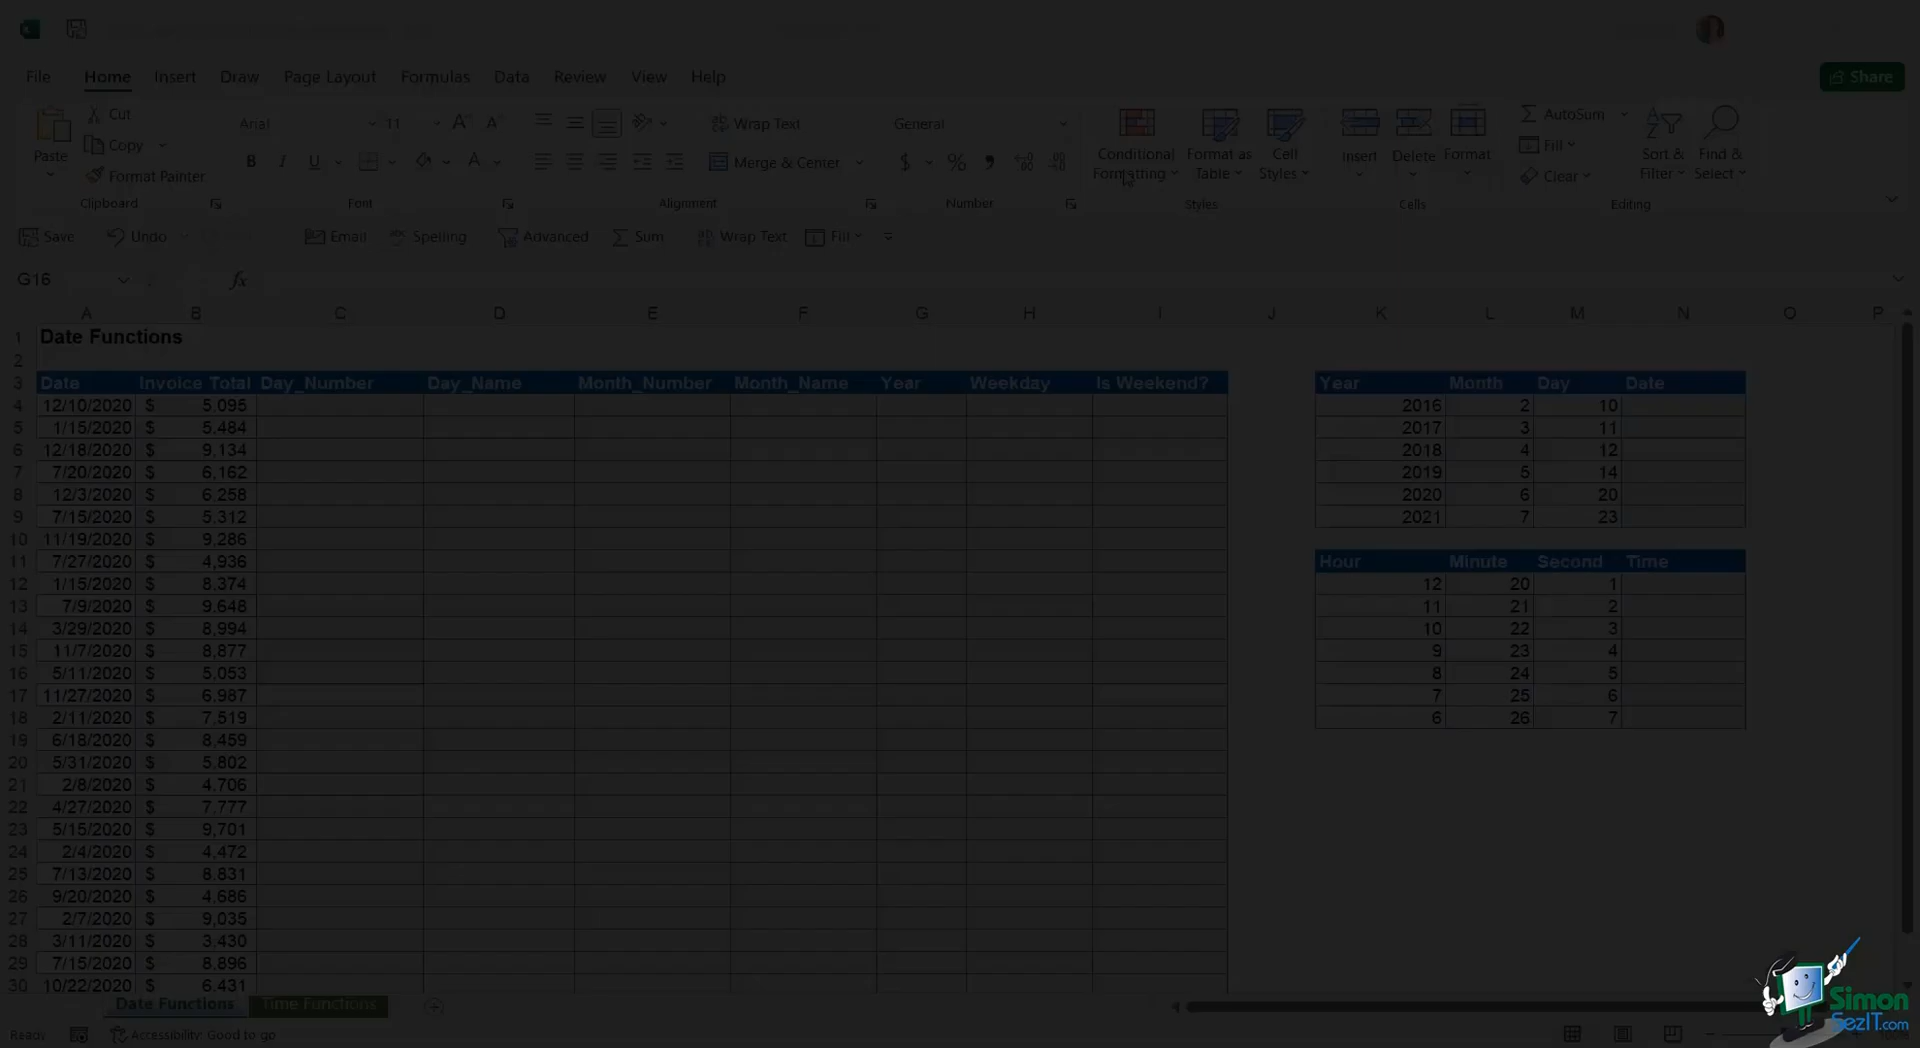 File Home Insert Draw Page Layout Formulas Data Review View Help Share
Paste Cut Copy Format Painter Clipboard
Arial 11 B I U A Font
Wrap Text Merge & Center Alignment
General $ % Number
Conditional Formatting Format as Table Cell Styles Styles
Insert Delete Format Cells
AutoSum Fill Clear Sort & Filter Find & Select Editing
Save Undo Email Spelling Advanced Sum Wrap Text Fill
G16 fx
A B C D E F G H I J K L M N O P
1 Date Functions
2
3 Date Invoice Total Day_Number Day_Name Month_Number Month_Name Year Weekday Is Weekend? Year Month Day Date
4 12/10/2020 $ 5,095 2016 2 10
5 1/15/2020 $ 5,484 2017 3 11
6 12/18/2020 $ 9,134 2018 4 12
7 7/20/2020 $ 6,162 2019 5 14
8 12/3/2020 $ 6,258 2020 6 20
9 7/15/2020 $ 5,312 2021 7 23
10 11/19/2020 $ 9,286
11 7/27/2020 $ 4,936 Hour Minute Second Time
12 1/15/2020 $ 8,374 12 20 1
13 7/9/2020 $ 9,648 11 21 2
14 3/29/2020 $ 8,994 10 22 3
15 11/7/2020 $ 8,877 9 23 4
16 5/11/2020 $ 5,053 8 24 5
17 11/27/2020 $ 6,987 7 25 6
18 2/11/2020 $ 7,519 6 26 7
19 6/18/2020 $ 8,459
20 5/31/2020 $ 5,802
21 2/8/2020 $ 4,706
22 4/27/2020 $ 7,777
23 5/15/2020 $ 9,701
24 2/4/2020 $ 4,472
25 7/13/2020 $ 8,831
26 9/20/2020 $ 4,686
27 2/7/2020 $ 9,035
28 3/11/2020 $ 3,430
29 7/15/2020 $ 8,896
30 10/22/2020 $ 6,431
Date Functions Time Functions
Ready Accessibility: Good to go
Simon
SezIT.com